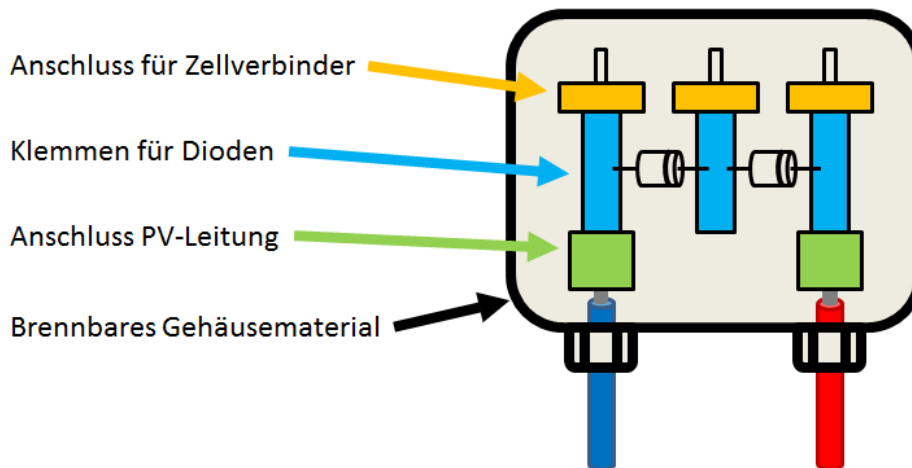 Anschluss für Zellverbinder
Klemmen für Dioden
Anschluss PV-Leitung
Brennbares Gehäusematerial